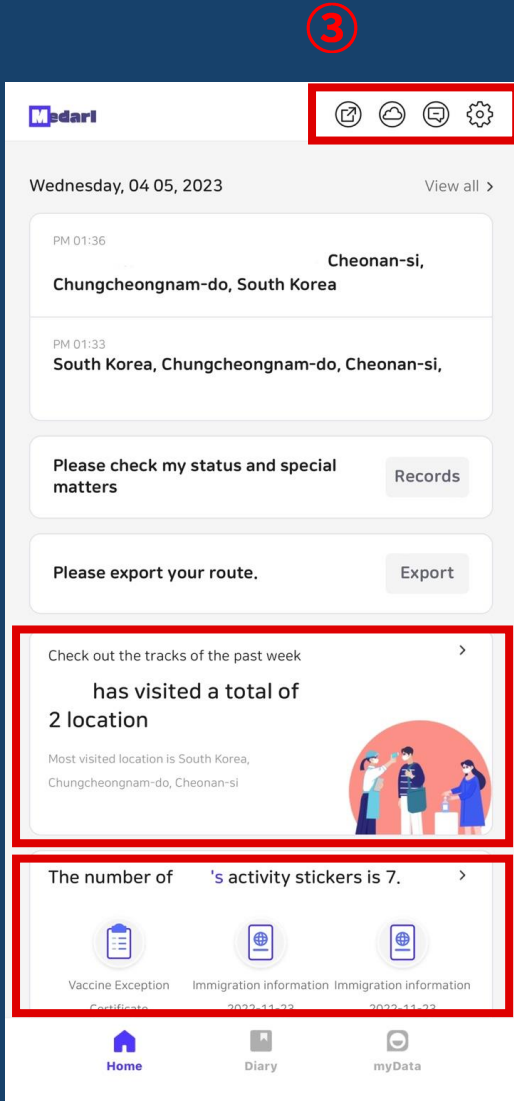 ③
Medari
Wednesday, 04 05, 2023
View all >
PM 01:36
Cheonan-si,
Chungcheongnam-do, South Korea
PM 01:33
South Korea, Chungcheongnam-do, Cheonan-si,
Please check my status and special
matters
Records
Please export your route.
Export
Check out the tracks of the past week
has visited a total of
2 location
Most visited location is South Korea,
Chungcheongnam-do, Cheonan-si
The number of 's activity stickers is 7.
Vaccine Exception
Certificate
Immigration information
2022-11-23
Immigration information
2022-11-23
Home
Diary
myData